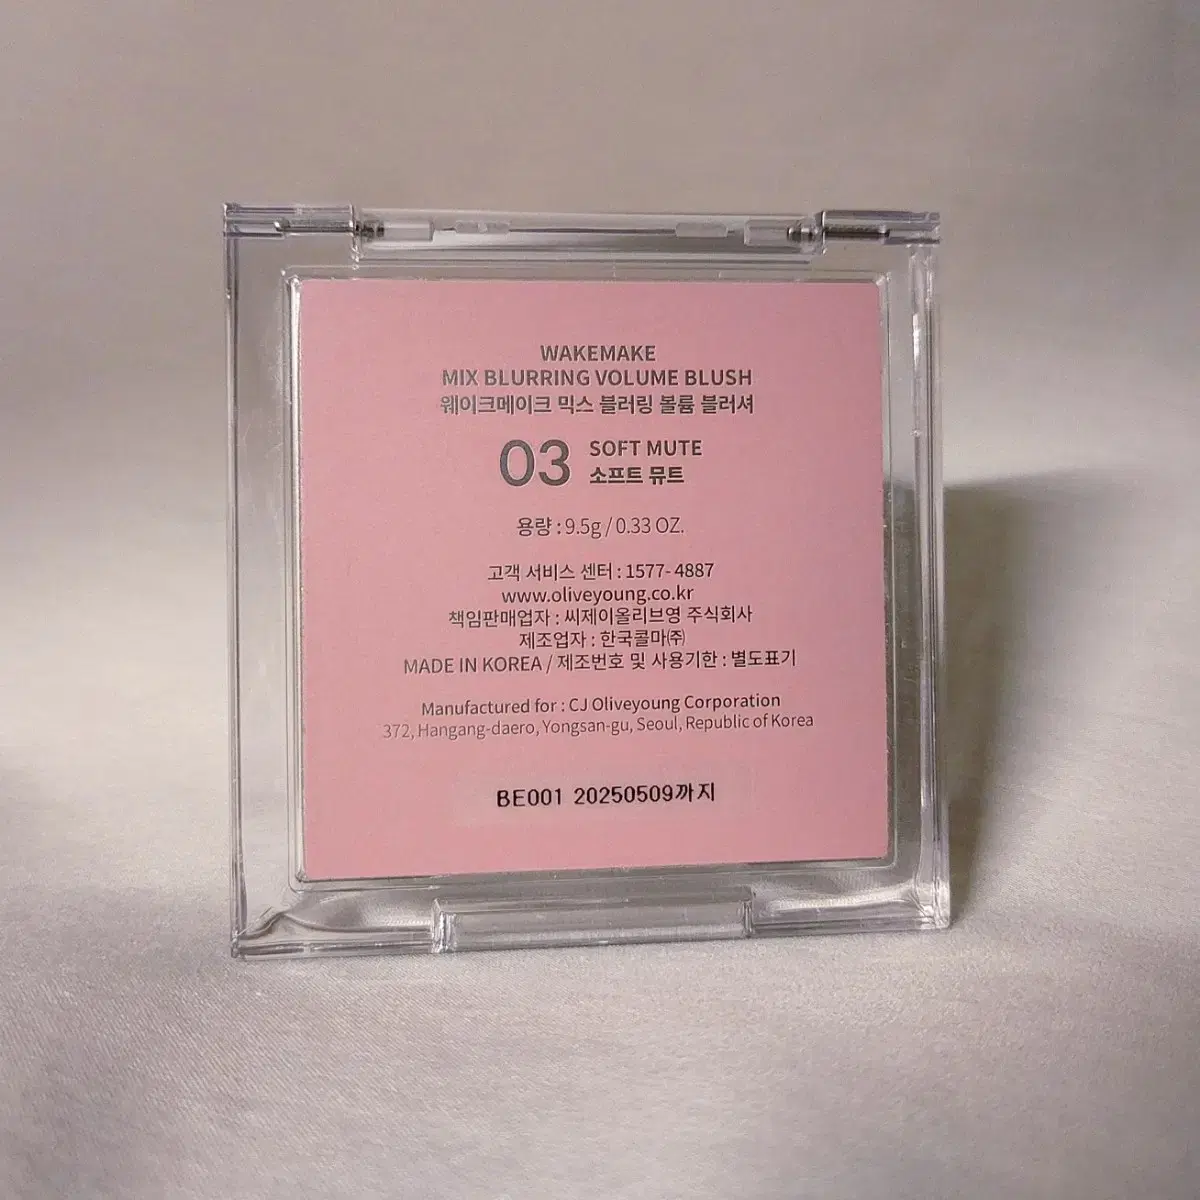 WAKEMAKE
MIX BLURRING VOLUME BLUSH
웨이크메이크 믹스 블러링 볼륨 블러셔
03 SOFT MUTE
소프트 뮤트
용량 : 9.5g / 0.33 OZ.
고객 서비스 센터 : 1577-4887
www.oliveyoung.co.kr
책임판매업자 : 씨제이올리브영 주식회사
제조업자 : 한국콜마㈜
MADE IN KOREA / 제조번호 및 사용기한 : 별도표기
Manufactured for : CJ Oliveyoung Corporation
372, Hangang-daero, Yongsan-gu, Seoul, Republic of Korea
BE001 20250509까지